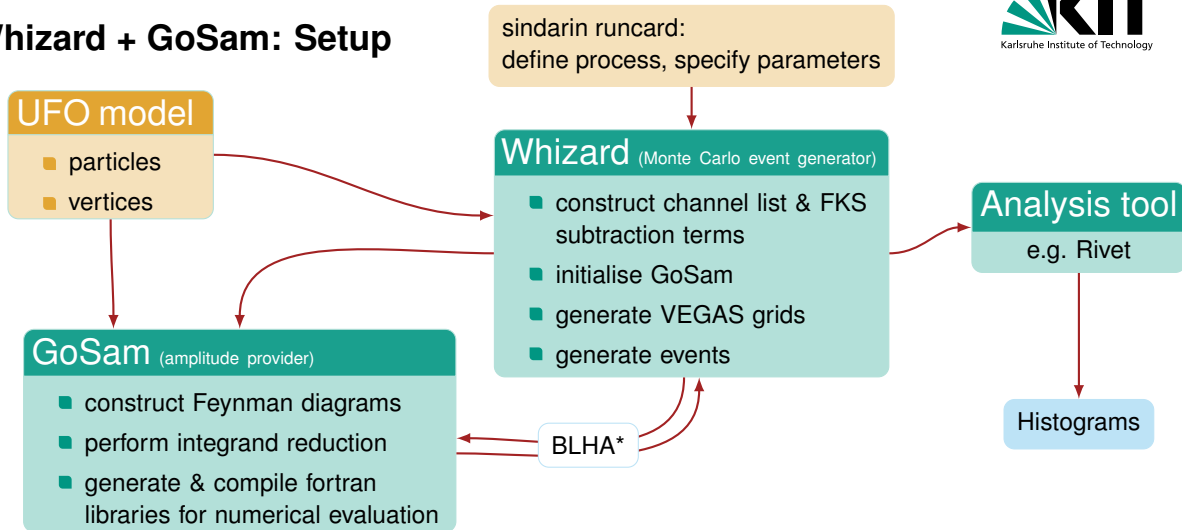 hizard + GoSam: Setup
sindarin runcard:
define process, specify parameters
KIT
Karlsruhe Institute of Technology
UFO model
particles
vertices
Whizard (Monte Carlo event generator)
construct channel list & FKS
subtraction terms
initialise GoSam
generate VEGAS grids
generate events
Analysis tool
e.g. Rivet
GoSam (amplitude provider)
construct Feynman diagrams
perform integrand reduction
generate & compile fortran
libraries for numerical evaluation
BLHA*
Histograms